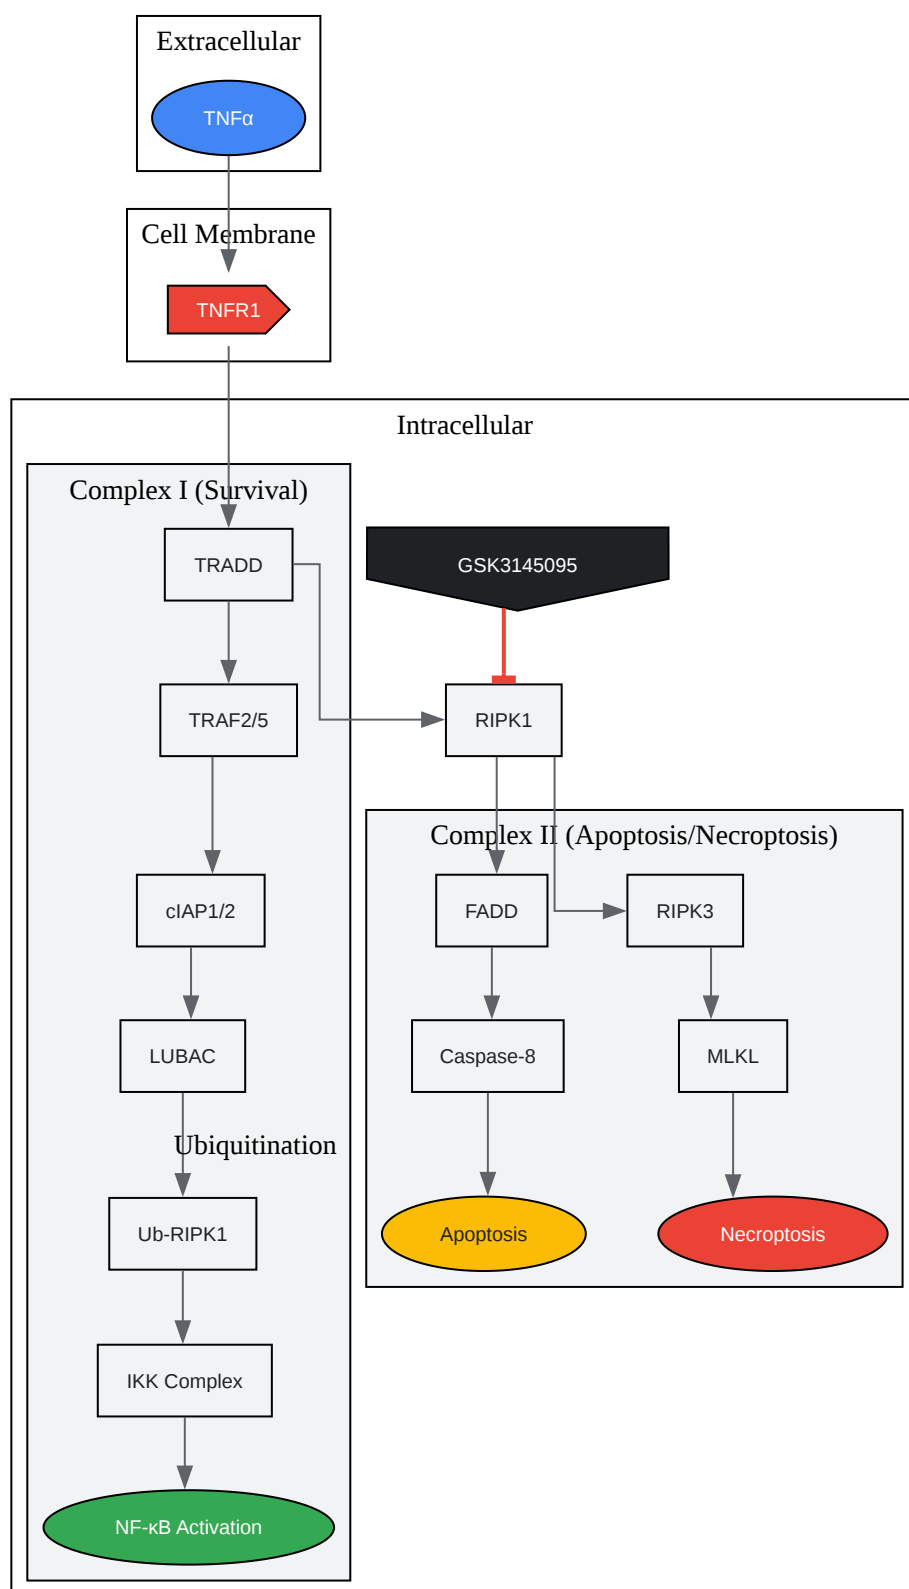 Extracellular
TNFα
Cell Membrane
TNFR1
Intracellular
Complex I (Survival)
TRADD
GSK3145095
TRAF2/5
RIPK1
Complex II (Apoptosis/Necroptosis)
cIAP1/2
FADD
RIPK3
LUBAC
Caspase-8
MLKL
Ubiquitination
Ub-RIPK1
Apoptosis
Necroptosis
IKK Complex
NF-κB Activation